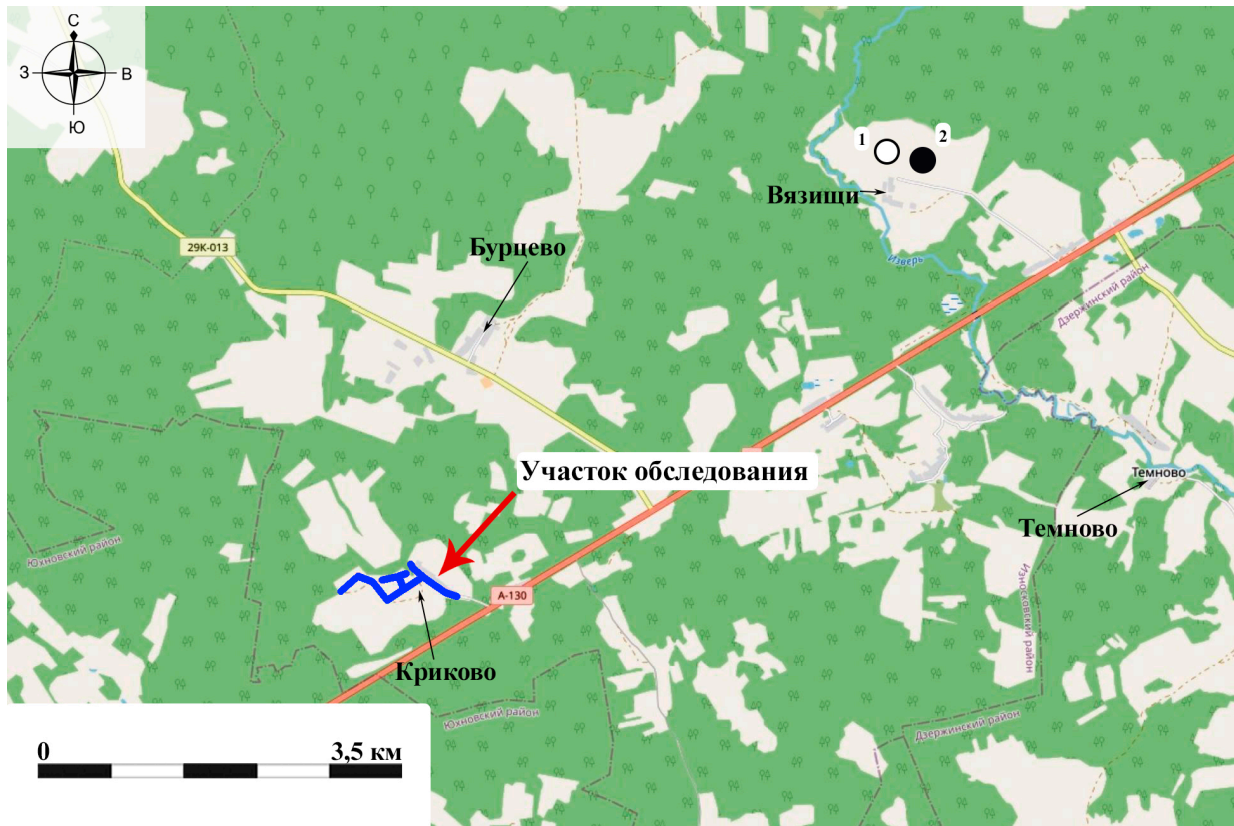 С
З В
Ю
1
2
Вязищи
29К-013
Бурцево
Изверь
Дзержинский район
Участок обследования
Темново
Темново
Юхновский район
А-130
Износковский район
Криково
Юхновский район
Дзержинский район
0 3,5 км